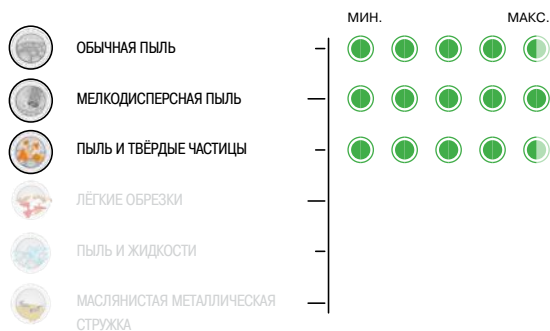 МИН. МАКС.
ОБЫЧНАЯ ПЫЛЬ
МЕЛКОДИСПЕРСНАЯ ПЫЛЬ
ПЫЛЬ И ТВЁРДЫЕ ЧАСТИЦЫ
ЛЁГКИЕ ОБРЕЗКИ
ПЫЛЬ И ЖИДКОСТИ
МАСЛЯНИСТАЯ МЕТАЛЛИЧЕСКАЯ
СТРУЖКА